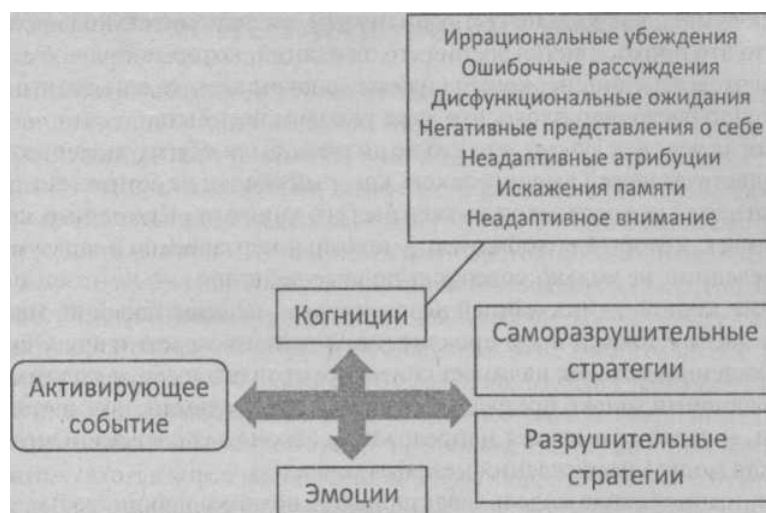 Иррациональные убеждения
Ошибочные рассуждения
Дисфункциональные ожидания
Негативные представления о себе
Неадаптивные атрибуции
Искажения памяти
Неадаптивное внимание
Когниции
Саморазрушительные
стратегии
Активирующее
событие
Разрушительные
стратегии
Эмоции